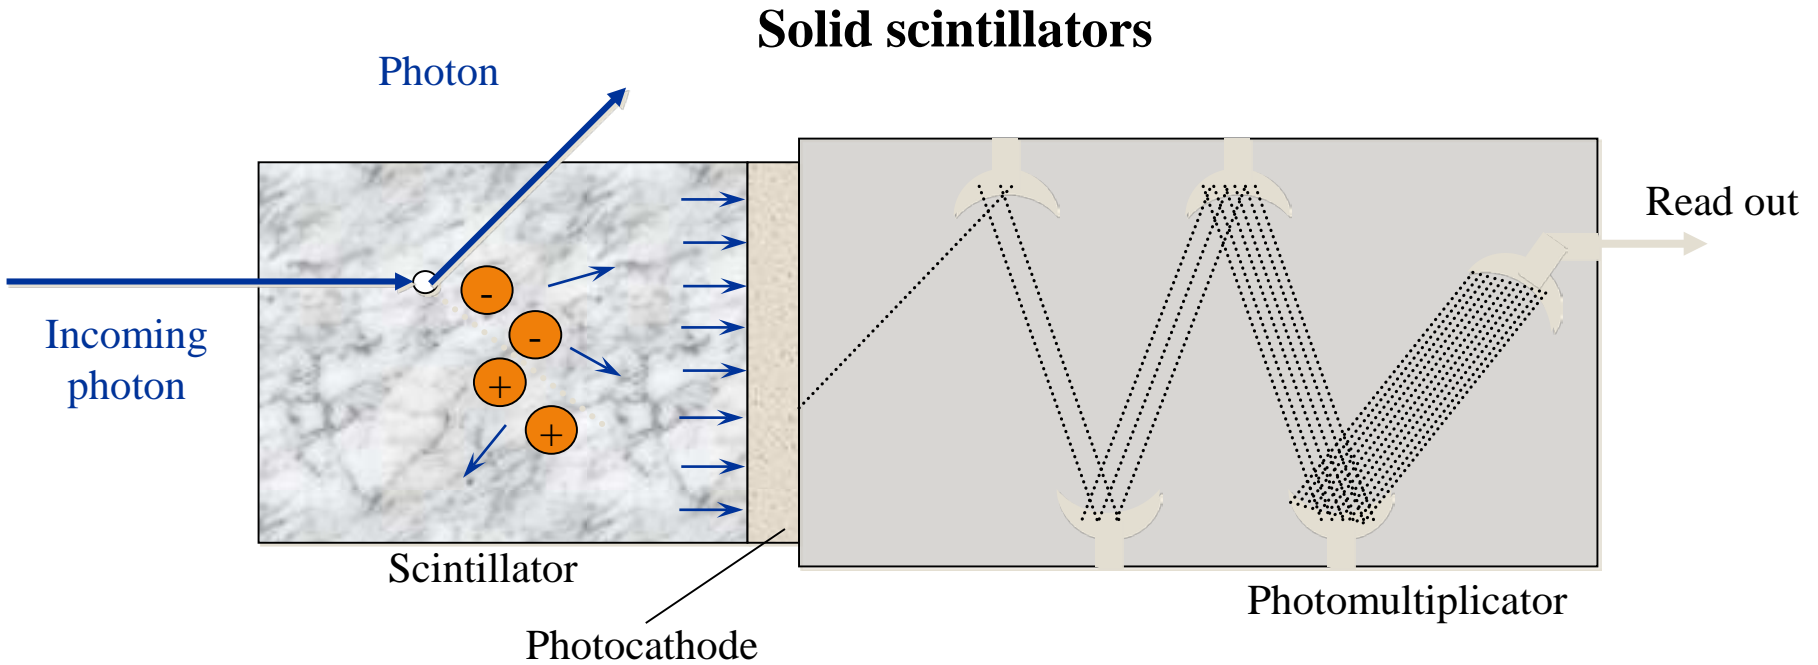 Solid scintillators
Photon
Incoming
photon
-
-
+
+
Read out
Scintillator
Photocathode
Photomultiplicator